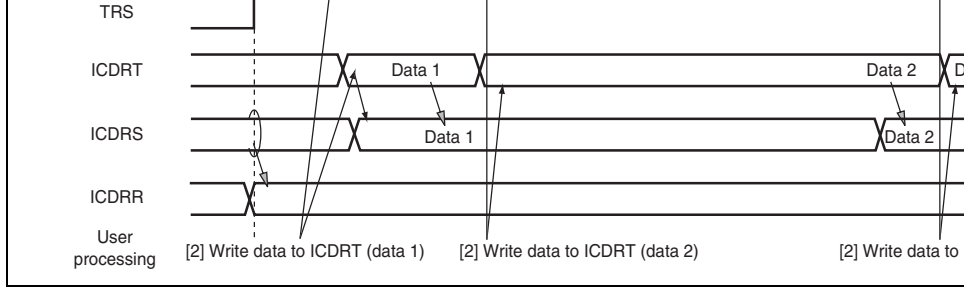 TRS
ICDRT Data 1 Data 2 D
ICDRS Data 1 Data 2
ICDRR
User
processing [2] Write data to ICDRT (data 1) [2] Write data to ICDRT (data 2) [2] Write data to